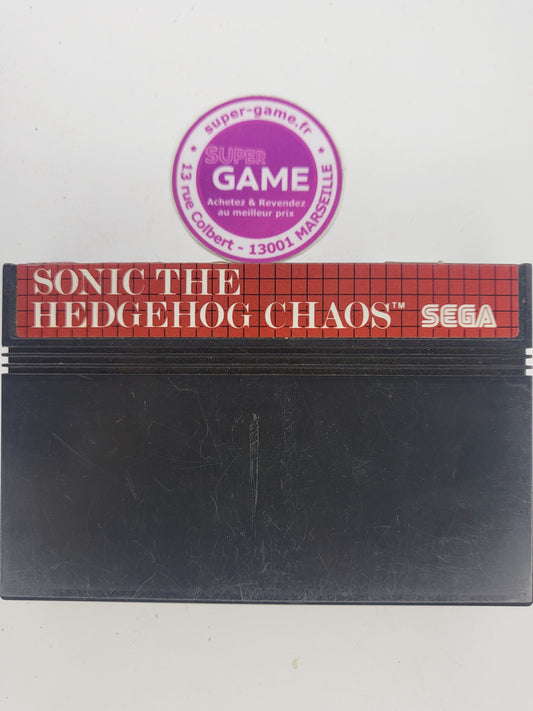 super-game.fr
SUPER
GAME
Achetez & Revendez
au meilleur prix
* 13 rue Colbert - 13001 MARSEILLE *
SONIC THE
HEDGEHOG CHAOS™ SEGA